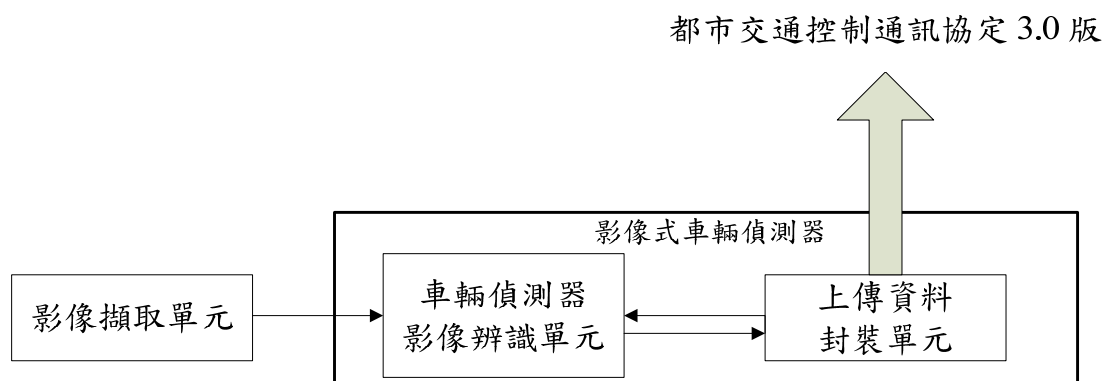 都市交通控制通訊協定 3.0 版
影像式車輛偵測器
影像擷取單元
車輛偵測器
影像辨識單元
上傳資料
封裝單元